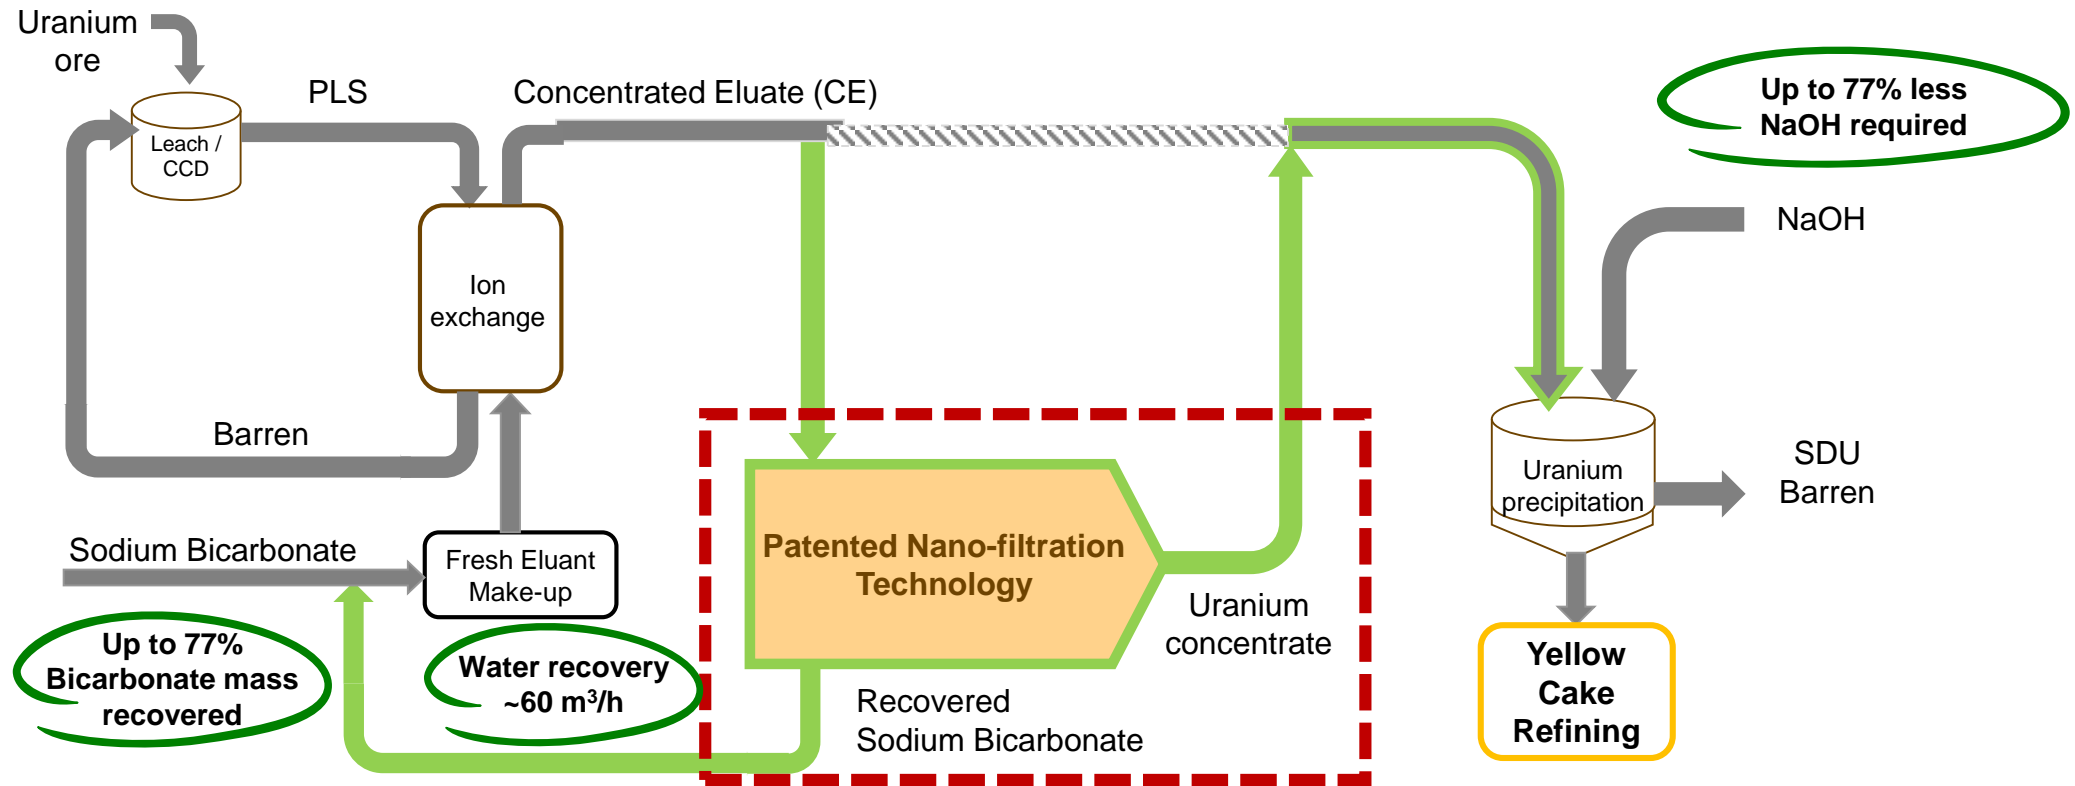 Uranium
ore
PLS
Concentrated Eluate (CE)
Up to 77% less
NaOH required
Leach /
CCD
NaOH
Ion
exchange
Barren
SDU
Barren
Uranium
precipitation
Sodium Bicarbonate
Fresh Eluant
Make-up
Patented Nano-filtration
Technology
Uranium
concentrate
Up to 77%
Bicarbonate mass
recovered
Water recovery
~60 m³/h
Recovered
Sodium Bicarbonate
Yellow
Cake
Refining